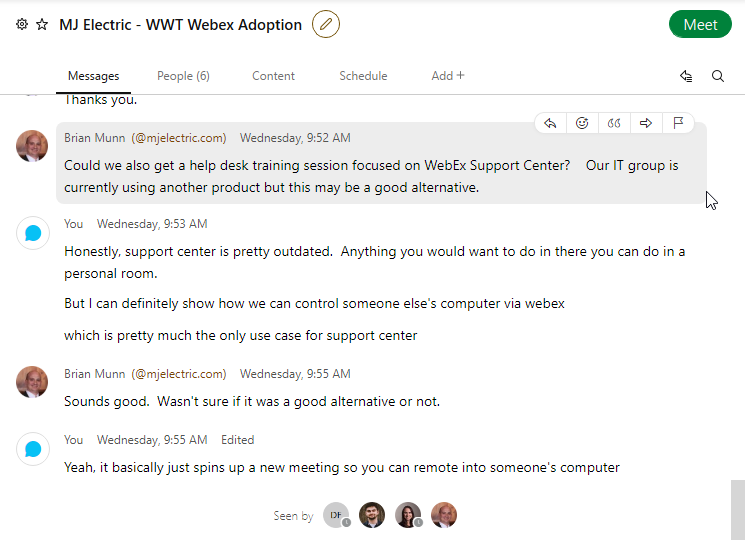 MJ Electric - WWT Webex Adoption
Meet
Messages
People (6)
Content
Schedule
Add +
Thanks you.
Brian Munn (@mjelectric.com) Wednesday, 9:52 AM
Could we also get a help desk training session focused on WebEx Support Center? Our IT group is
currently using another product but this may be a good alternative.
You Wednesday, 9:53 AM
Honestly, support center is pretty outdated. Anything you would want to do in there you can do in a
personal room.
But I can definitely show how we can control someone else's computer via webex
which is pretty much the only use case for support center
Brian Munn (@mjelectric.com) Wednesday, 9:55 AM
Sounds good. Wasn't sure if it was a good alternative or not.
You Wednesday, 9:55 AM Edited
Yeah, it basically just spins up a new meeting so you can remote into someone's computer
Seen by